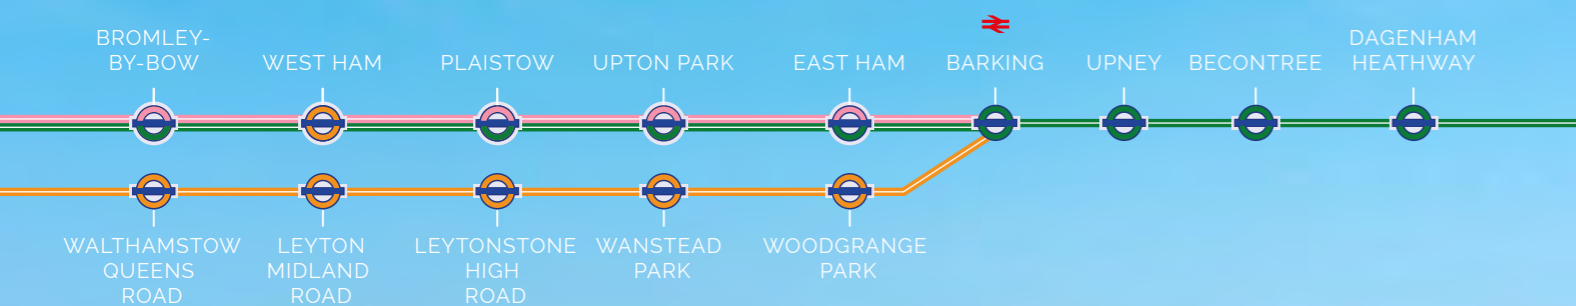 BROMLEY-
BY-BOW
WEST HAM
PLAISTOW
UPTON PARK
EAST HAM
BARKING
UPNEY
BECONTREE
DAGENHAM
HEATHWAY
WALTHAMSTOW
QUEENS
ROAD
LEYTON
MIDLAND
ROAD
LEYTONSTONE
HIGH
ROAD
WANSTEAD
PARK
WOODGRANGE
PARK